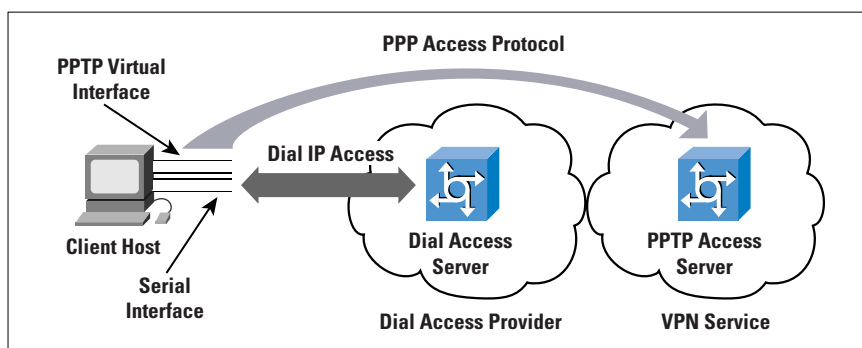 PPP Access Protocol
PPTP Virtual
Interface
Dial IP Access
Client Host
Serial
Interface
Dial Access
Server
Dial Access Provider
PPTP Access
Server
VPN Service